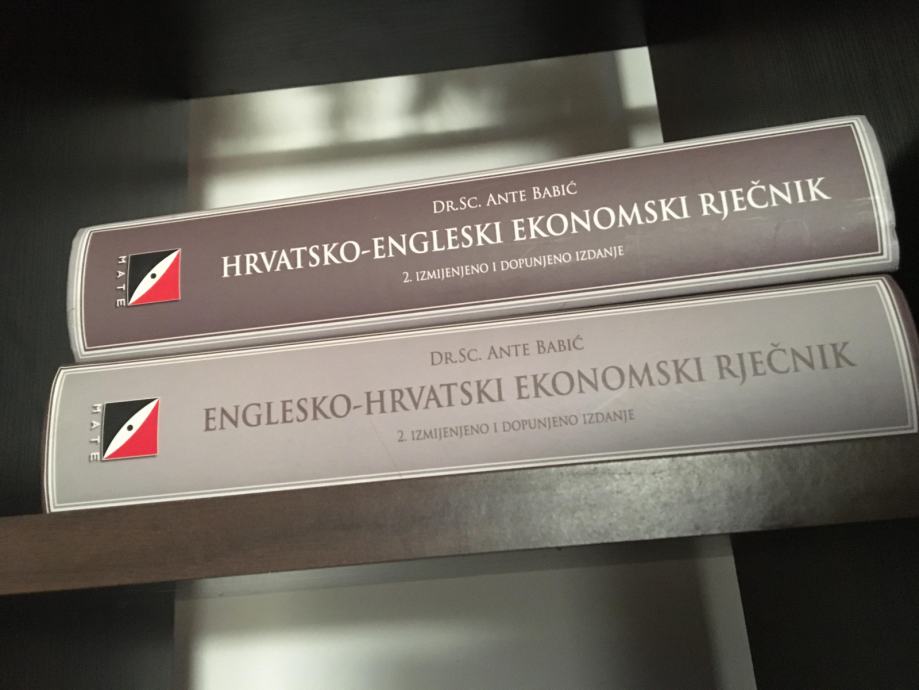 DR.SC. ANTE BABIĆ
HRVATSKO-ENGLESKI EKONOMSKI RJEČNIK
2. IZMIJENJENO I DOPUNJENO IZDANJE
MATE
DR.SC. ANTE BABIĆ
ENGLESKO-HRVATSKI EKONOMSKI RJEČNIK
2. IZMIJENJENO I DOPUNJENO IZDANJE
MATE